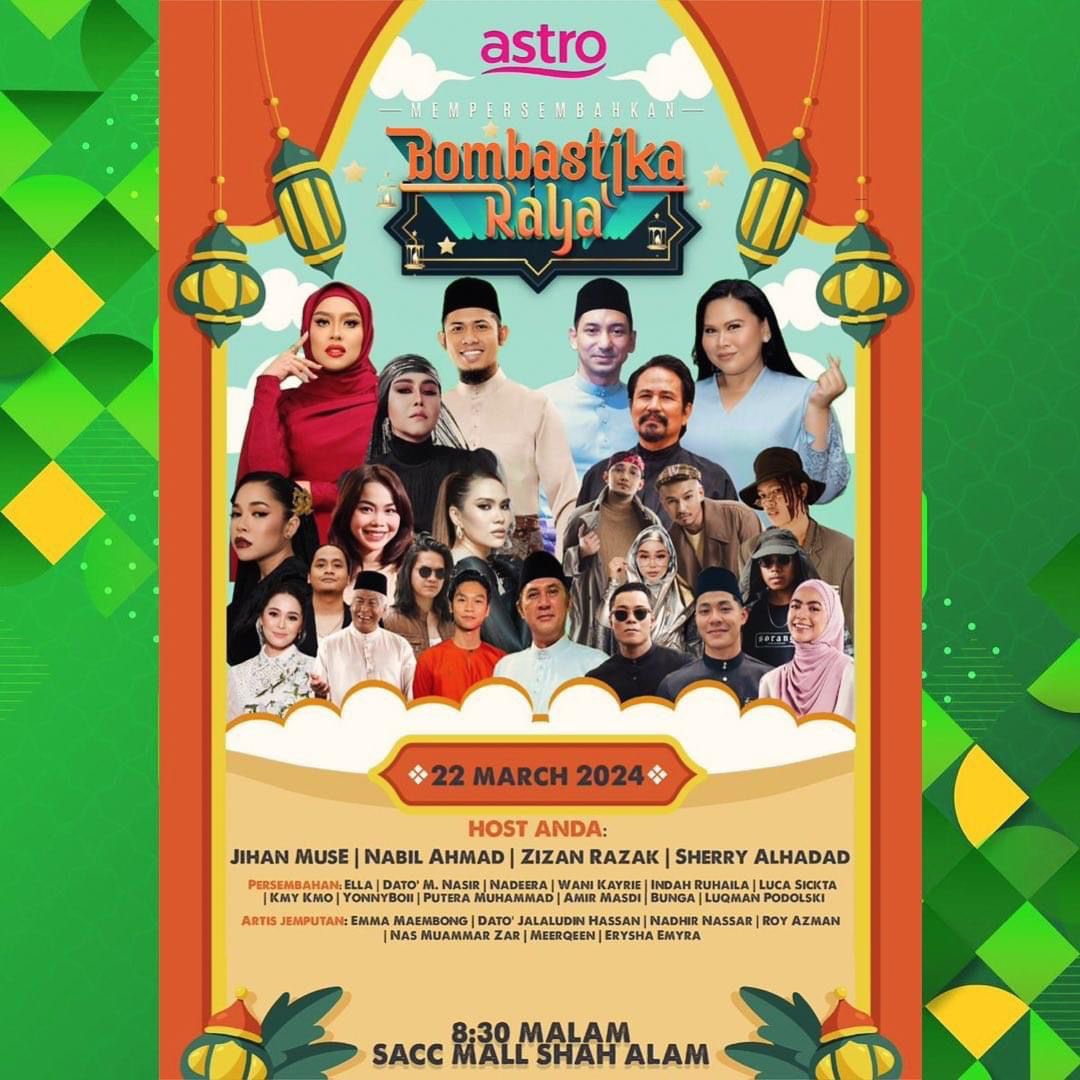 astro
MEMPERSEMBAHKAN
Bombastika
Raya
22 MARCH 2024
HOST ANDA:
JIHAN MUSE | NABIL AHMAD | ZIZAN RAZAK | SHERRY ALHADAD
PERSEMBAHAN: ELLA | DATO' M. NASIR | NADEERA | WANI KAYRIE | INDAH RUHAILA | LUCA SICKTA
| KMY KMO | YONNYBOII | PUTERA MUHAMMAD | AMIR MASDI | BUNGA | LUQMAN PODOLSKI
ARTIS JEMPUTAN: EMMA MAEMBONG | DATO' JALALUDIN HASSAN | NADHIR NASSAR | ROY AZMAN
| NAS MUAMMAR ZAR | MEERQEEN | ERYSHA EMYRA
8:30 MALAM
SACC MALL SHAH ALAM